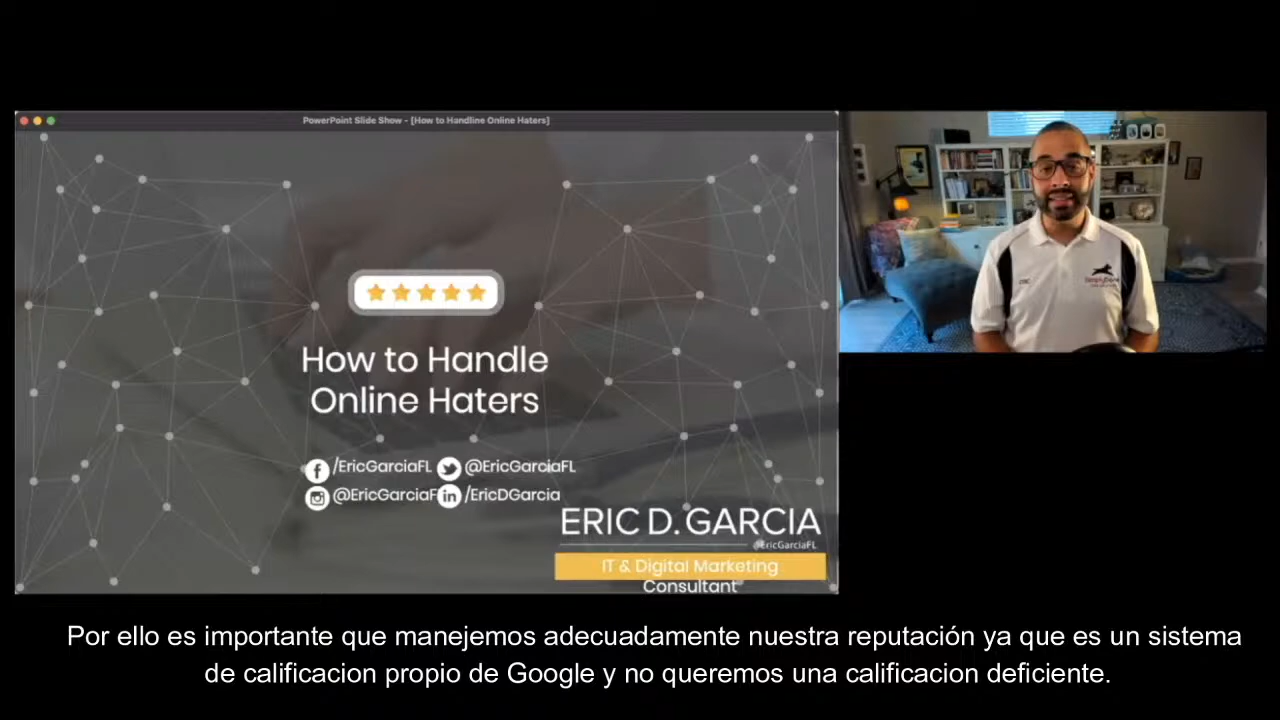 PowerPoint Slide Show - [How to Handline Online Haters]
How to Handle
Online Haters
/EricGarciaFL @EricGarciaFL
@EricGarciaF /EricDGarcia
ERIC D. GARCIA
@EricGarciaFL
IT & Digital Marketing
Consultant
SimplyDone
Por ello es importante que manejemos adecuadamente nuestra reputación ya que es un sistema
de calificacion propio de Google y no queremos una calificacion deficiente.